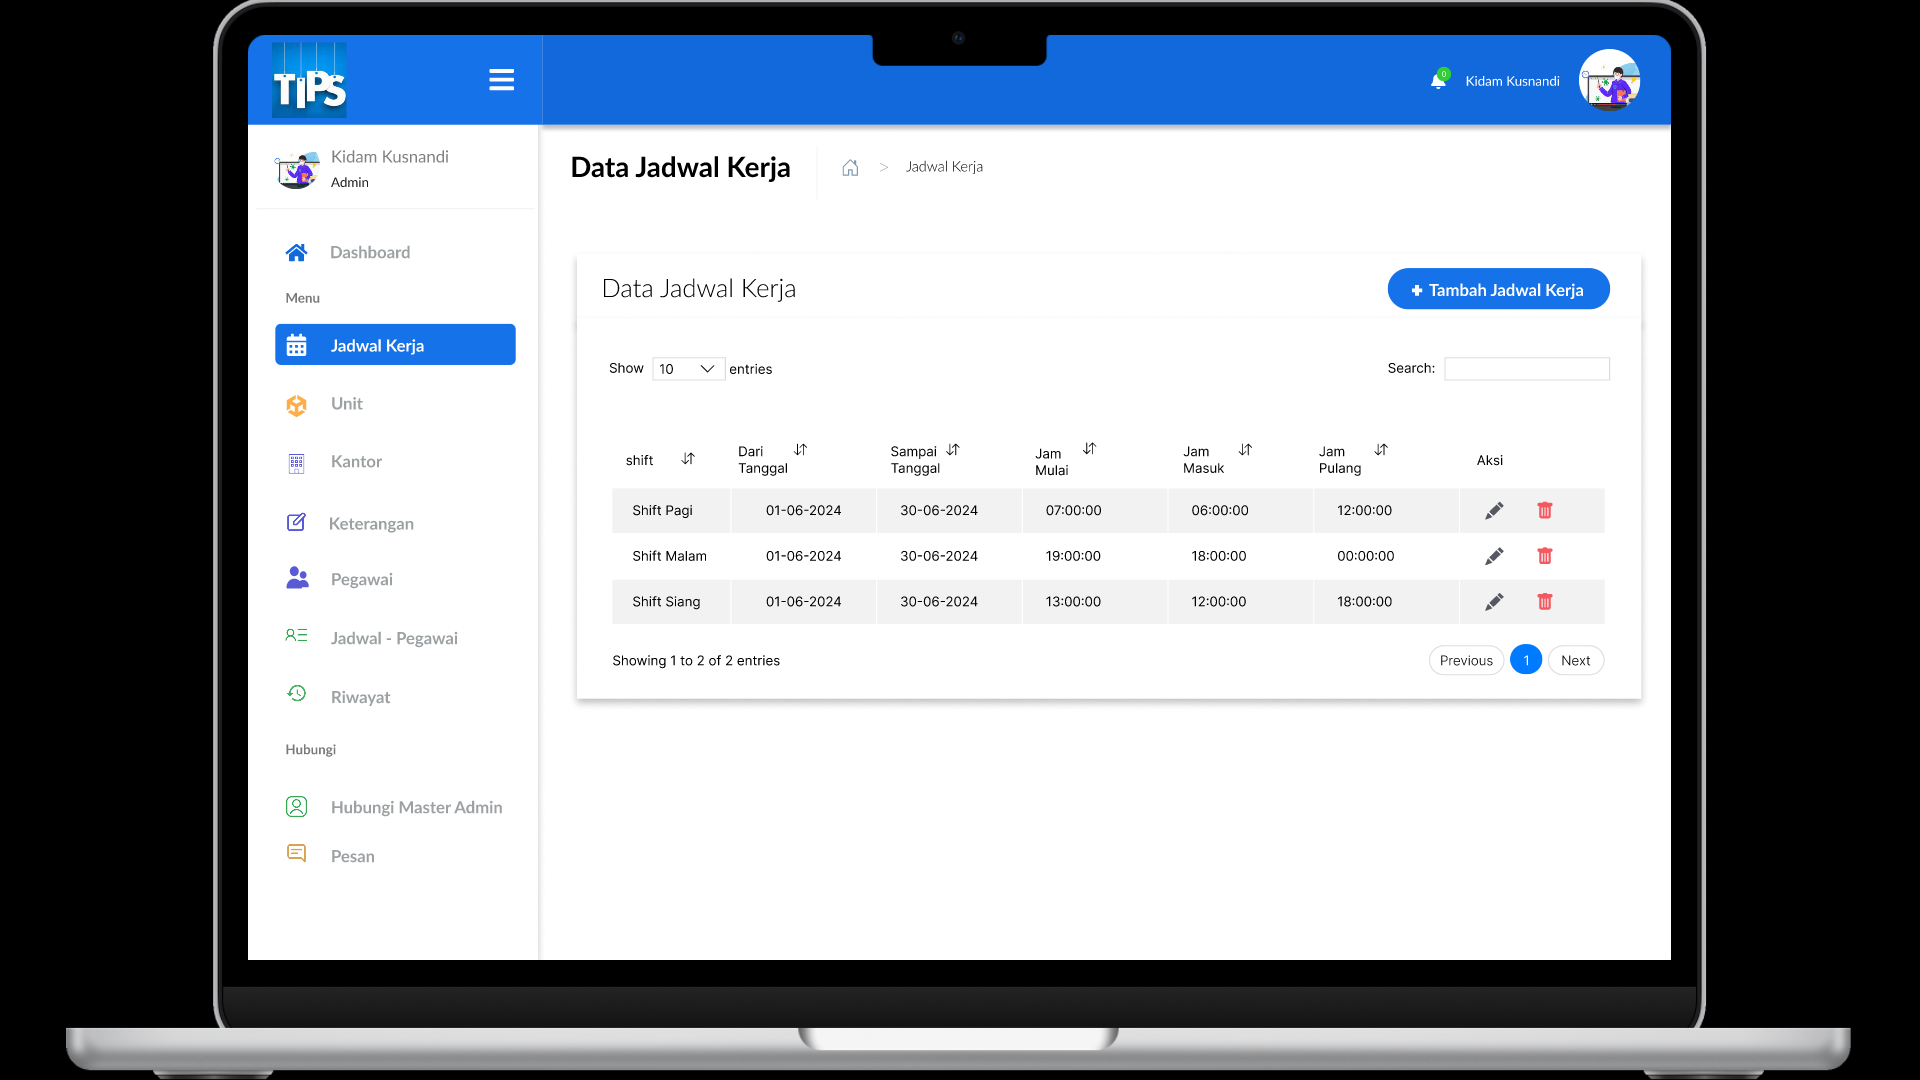 TIPS
0
Kidam Kusnandi
Kidam Kusnandi
Admin
Dashboard
Menu
Jadwal Kerja
Unit
Kantor
Keterangan
Pegawai
Jadwal - Pegawai
Riwayat
Hubungi
Hubungi Master Admin
Pesan
Data Jadwal Kerja
> Jadwal Kerja
Data Jadwal Kerja
+ Tambah Jadwal Kerja
Show 10 entries
Search:
shift Dari Tanggal Sampai Tanggal Jam Mulai Jam Masuk Jam Pulang Aksi
Shift Pagi 01-06-2024 30-06-2024 07:00:00 06:00:00 12:00:00
Shift Malam 01-06-2024 30-06-2024 19:00:00 18:00:00 00:00:00
Shift Siang 01-06-2024 30-06-2024 13:00:00 12:00:00 18:00:00
Showing 1 to 2 of 2 entries
Previous 1 Next